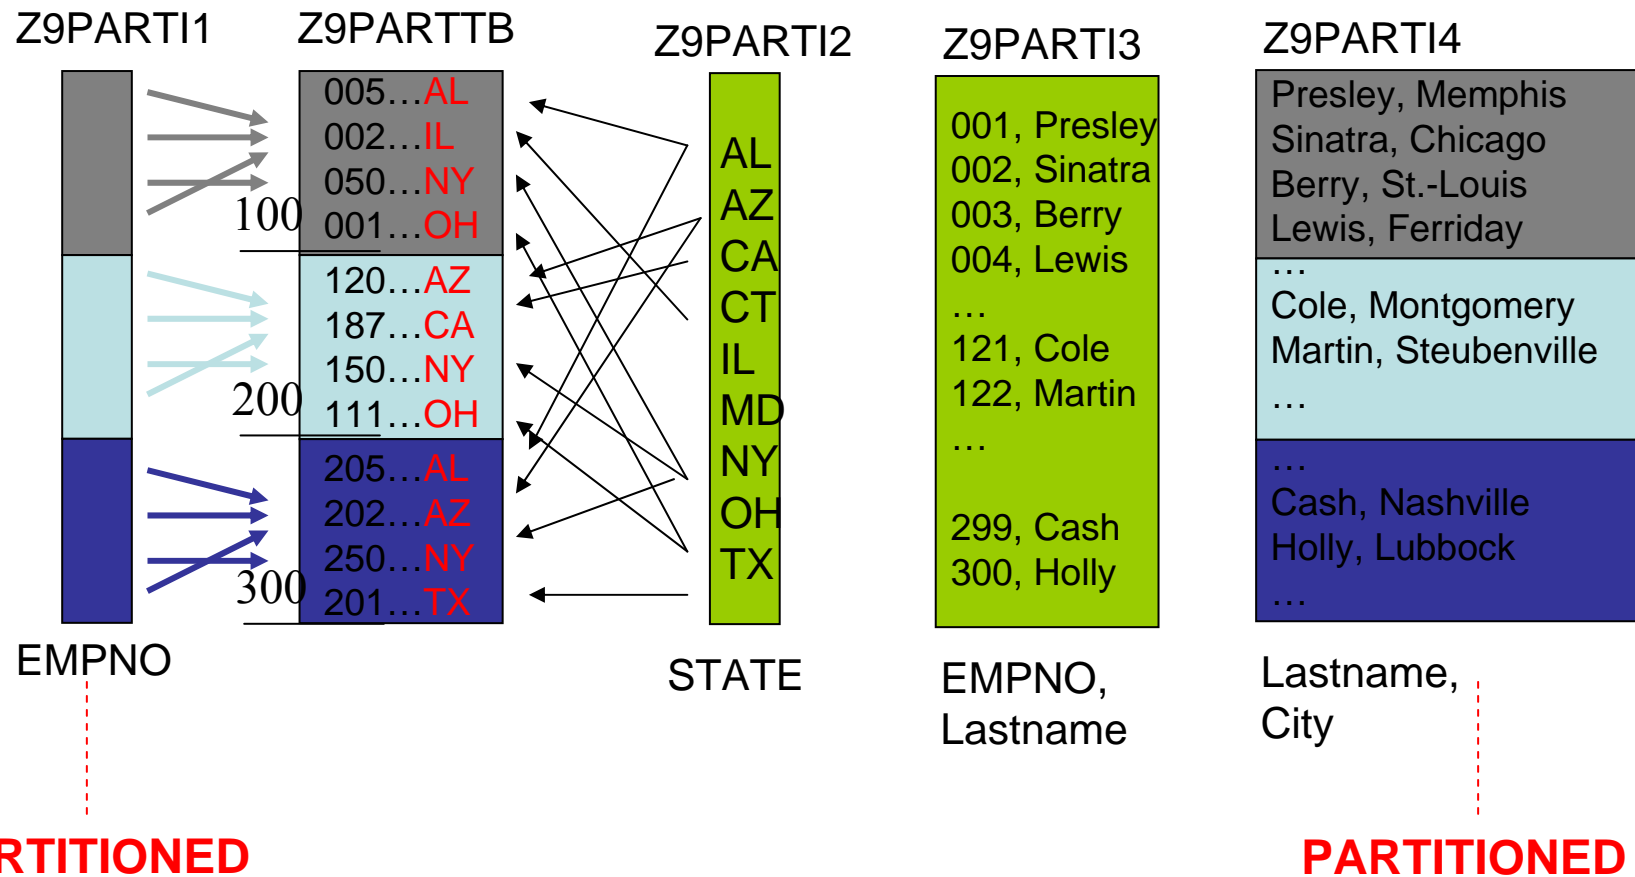 Z9PARTI1
Z9PARTTB
Z9PARTI2
Z9PARTI3
Z9PARTI4
005…AL
002…IL
050…NY
001…OH
100
120…AZ
187…CA
150…NY
111…OH
200
205…AL
202…AZ
250…NY
201…TX
300
AL
AZ
CA
CT
IL
MD
NY
OH
TX
001, Presley
002, Sinatra
003, Berry
004, Lewis
…
121, Cole
122, Martin
…
299, Cash
300, Holly
Presley, Memphis
Sinatra, Chicago
Berry, St.-Louis
Lewis, Ferriday
…
Cole, Montgomery
Martin, Steubenville
…
…
Cash, Nashville
Holly, Lubbock
…
EMPNO
STATE
EMPNO,
Lastname
Lastname,
City
RTITIONED
PARTITIONED